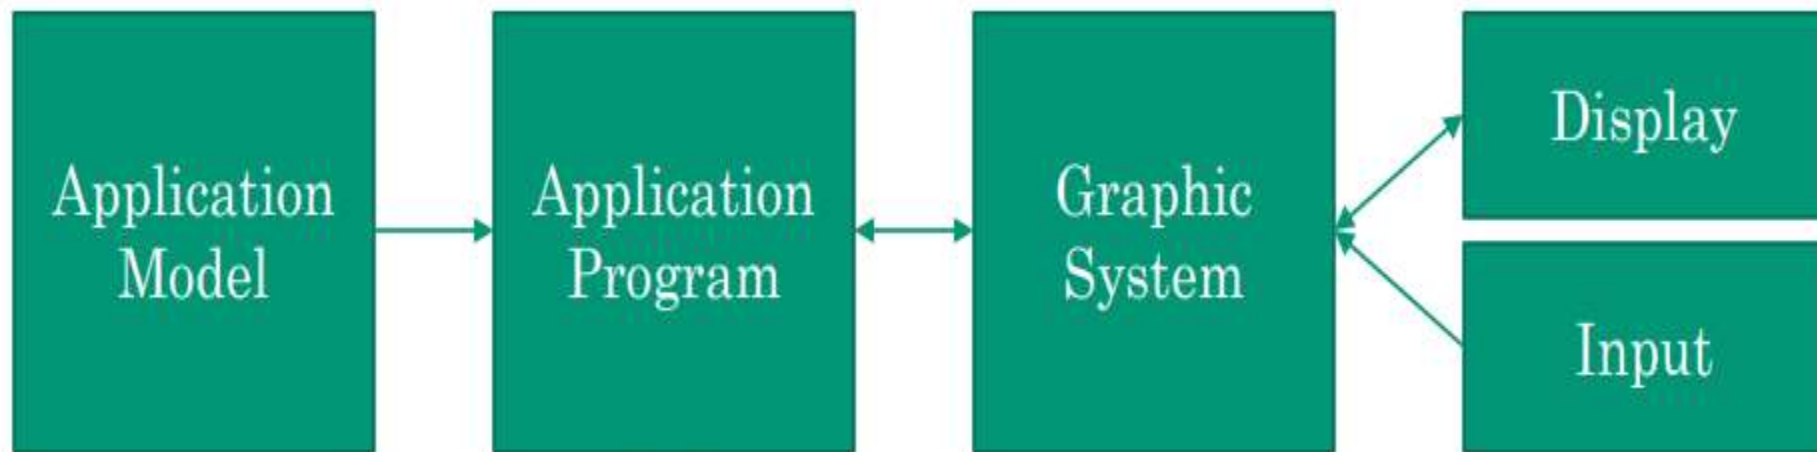 Application
Model
Application
Program
Graphic
System
Display
Input